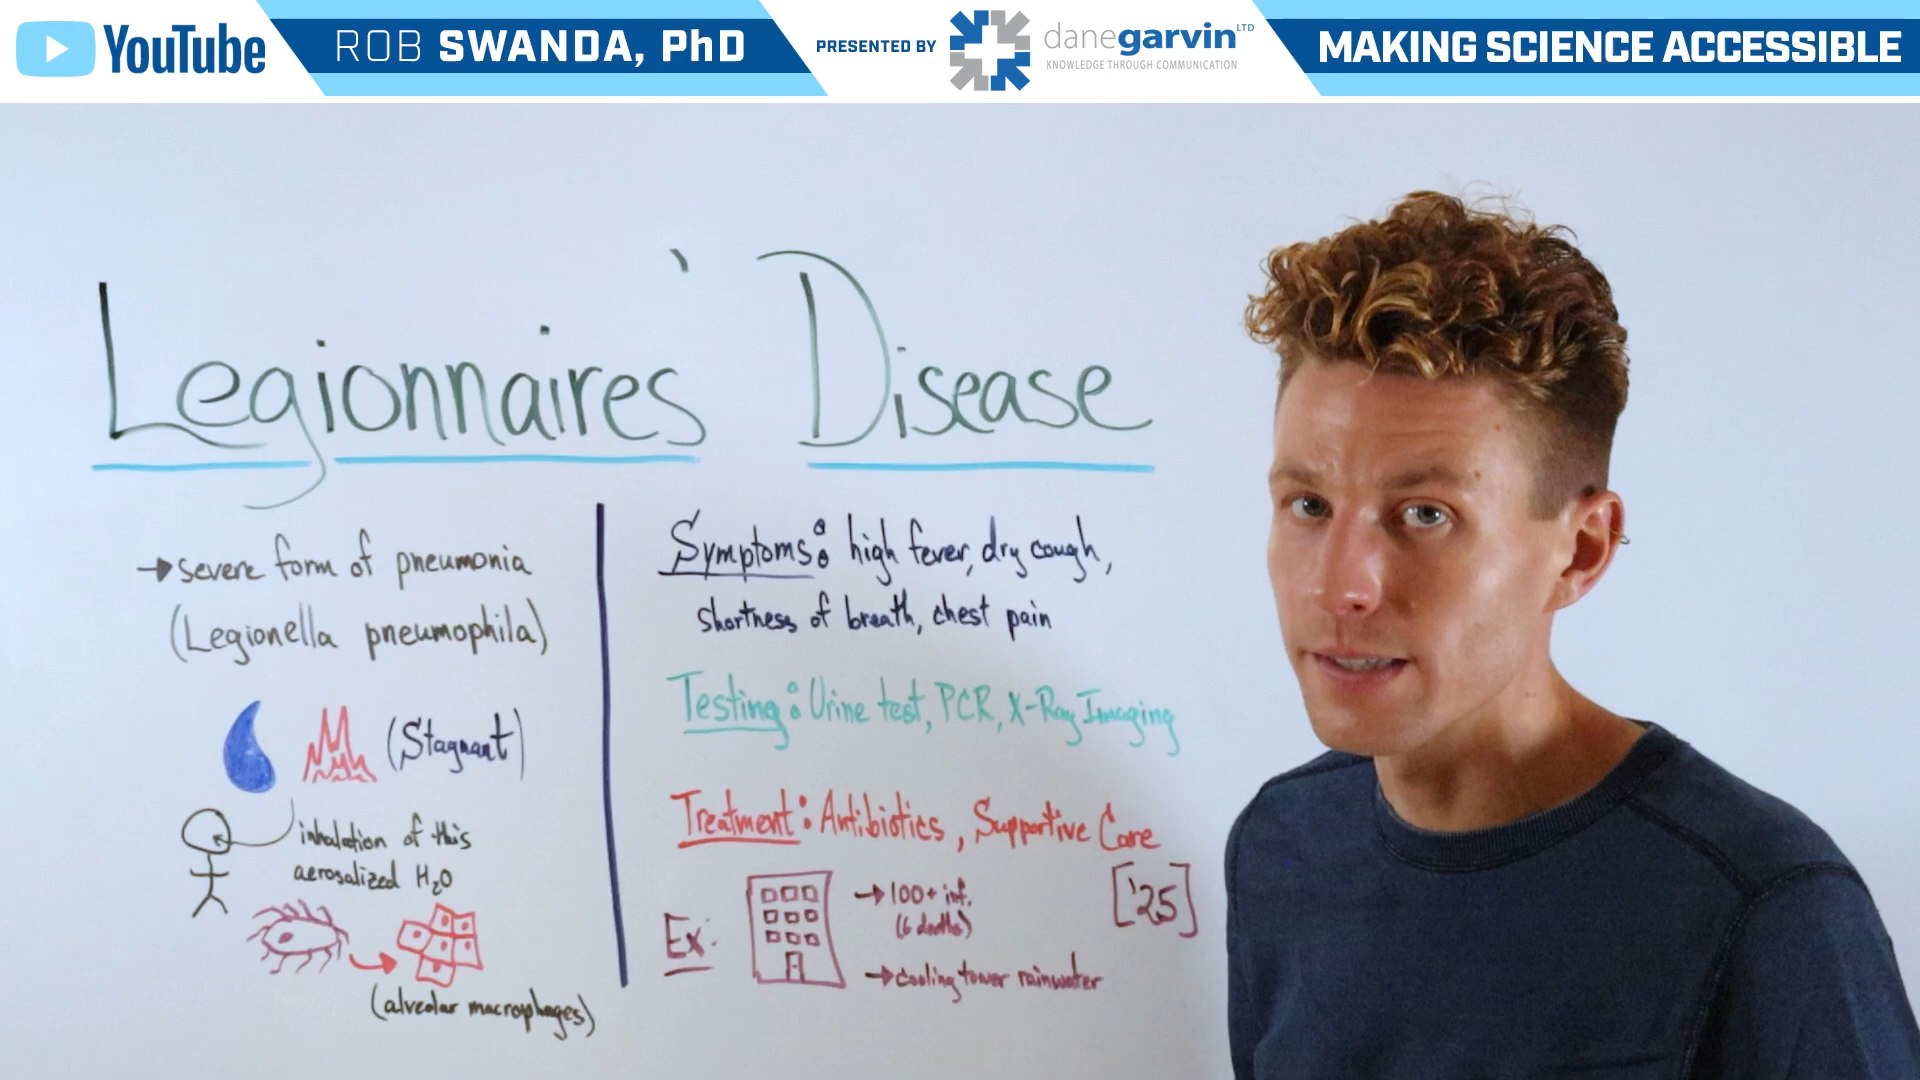 YouTube
ROB SWANDA, PhD
PRESENTED BY
danegarvin LTD
KNOWLEDGE THROUGH COMMUNICATION
MAKING SCIENCE ACCESSIBLE
Legionnaires' Disease
→ severe form of pneumonia
(Legionella pneumophila)
(Stagnant)
inhalation of this
aerosalized H₂O
(alveolar macrophages)
Symptoms: high fever, dry cough,
shortness of breath, chest pain
Testing: Urine test, PCR, X-Ray Imaging
Treatment: Antibiotics, Supportive Care
Ex:
→ 100+ inf.
(6 deaths)
→ cooling tower rainwater
['25]